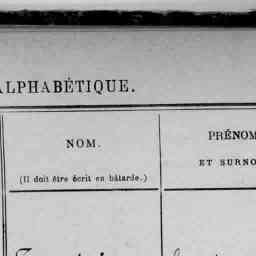 ALPHABÉTIQUE.
NOM.
(Il doit être écrit en bâtarde.)
PRÉNOM
ET SURNO